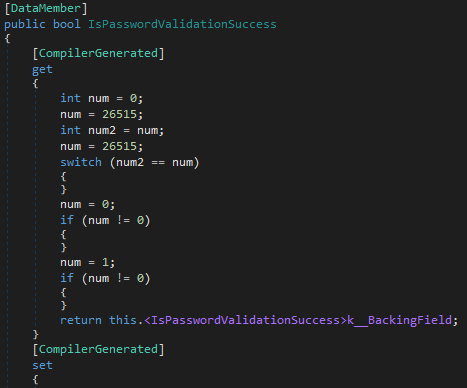 [DataMember]
public bool IsPasswordValidationSuccess
{
[CompilerGenerated]
get
{
int num = 0;
num = 26515;
int num2 = num;
num = 26515;
switch (num2 == num)
{
}
num = 0;
if (num != 0)
{
}
num = 1;
if (num != 0)
{
}
return this.<IsPasswordValidationSuccess>k__BackingField;
}
[CompilerGenerated]
set
{